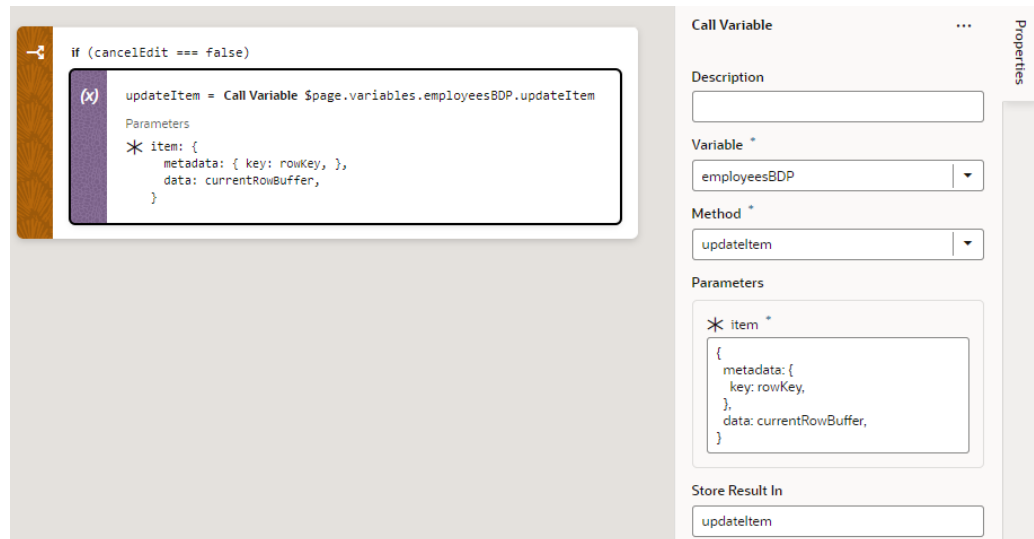 if (cancelEdit === false)
(x)
updateItem = Call Variable $page.variables.employeesBDP.updateItem
Parameters
item: {
metadata: { key: rowKey, },
data: currentRowBuffer,
}
Call Variable
...
Properties
Description
Variable *
employeesBDP
Method *
updateItem
Parameters
item *
{
metadata: {
key: rowKey,
},
data: currentRowBuffer,
}
Store Result In
updateItem